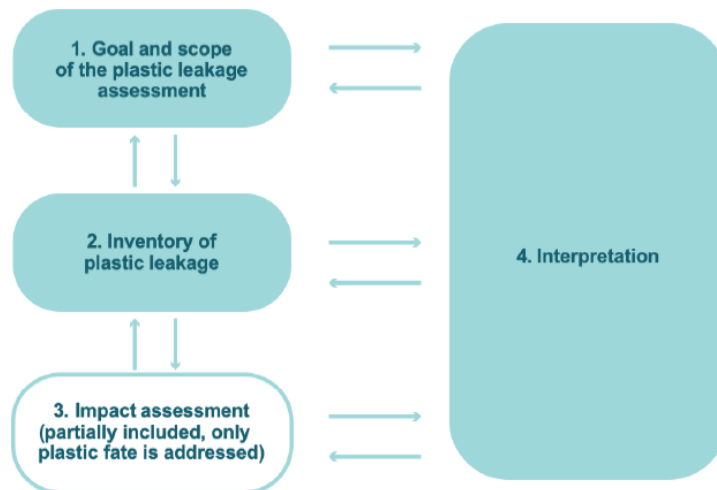 1. Goal and scope
of the plastic leakage
assessment
2. Inventory of
plastic leakage
4. Interpretation
3. Impact assessment
(partially included, only
plastic fate is addressed)